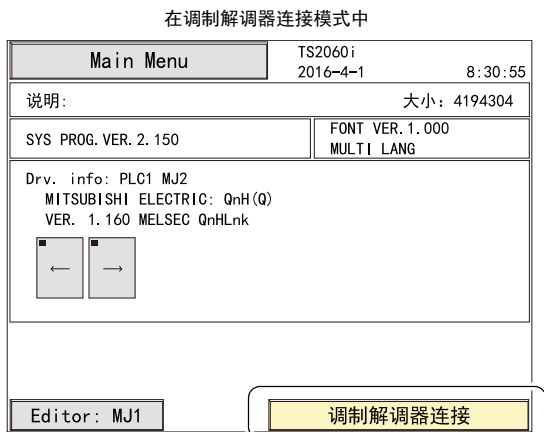 在调制解调器连接模式中
Main Menu
TS2060i
2016-4-1 8:30:55
说明:
大小: 4194304
SYS PROG. VER. 2.150
FONT VER. 1.000
MULTI LANG
Drv. info: PLC1 MJ2
MITSUBISHI ELECTRIC: QnH(Q)
VER. 1.160 MELSEC QnHLnk
← →
Editor: MJ1
调制解调器连接